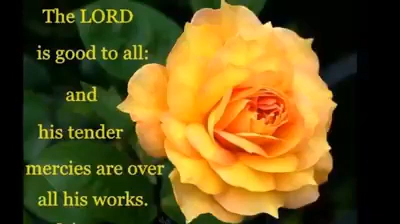 The LORD
is good to all:
and
his tender
mercies are over
all his works.